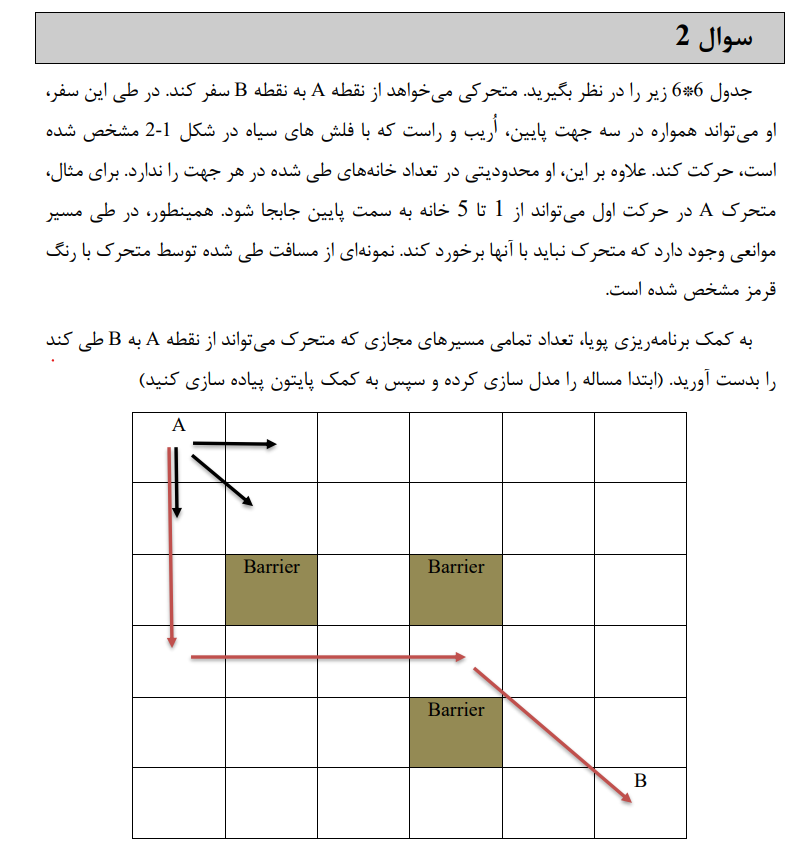 سوال 2
جدول 6*6 زیر را در نظر بگیرید. متحرکی می‌خواهد از نقطه A به نقطه B سفر کند. در طی این سفر،
او می‌تواند همواره در سه جهت پایین، اُریب و راست که با فلش های سیاه در شکل 1-2 مشخص شده
است، حرکت کند. علاوه بر این، او محدودیتی در تعداد خانه‌های طی شده در هر جهت را ندارد. برای مثال،
متحرک A در حرکت اول می‌تواند از 1 تا 5 خانه به سمت پایین جابجا شود. همینطور، در طی مسیر
موانعی وجود دارد که متحرک نباید با آنها برخورد کند. نمونه‌ای از مسافت طی شده توسط متحرک با رنگ
قرمز مشخص شده است.
به کمک برنامه‌ریزی پویا، تعداد تمامی مسیرهای مجازی که متحرک می‌تواند از نقطه A به B طی کند
را بدست آورید. (ابتدا مساله را مدل سازی کرده و سپس به کمک پایتون پیاده سازی کنید)
A
Barrier
Barrier
Barrier
B